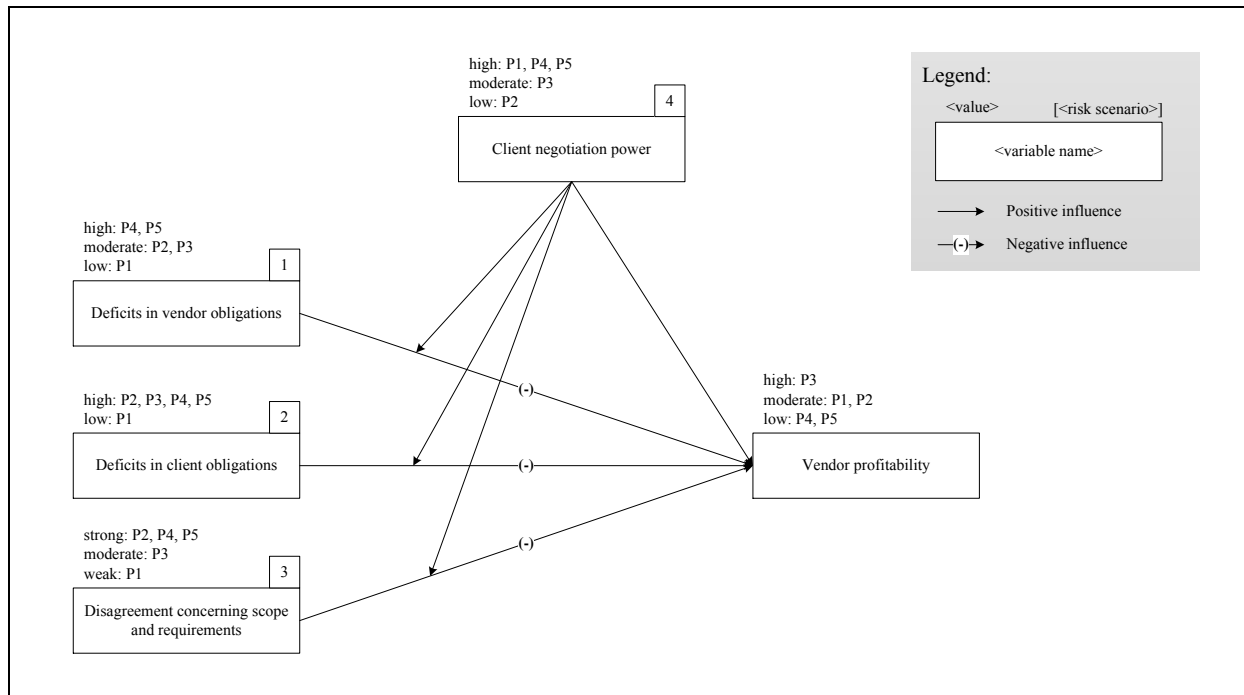 high: P1, P4, P5
moderate: P3
low: P2
4
Client negotiation power
Legend:
<value>
[<risk scenario>]
<variable name>
Positive influence
(-)
Negative influence
high: P4, P5
moderate: P2, P3
low: P1
1
Deficits in vendor obligations
(-)
high: P2, P3, P4, P5
low: P1
2
Deficits in client obligations
(-)
high: P3
moderate: P1, P2
low: P4, P5
Vendor profitability
strong: P2, P4, P5
moderate: P3
weak: P1
3
Disagreement concerning scope
and requirements
(-)